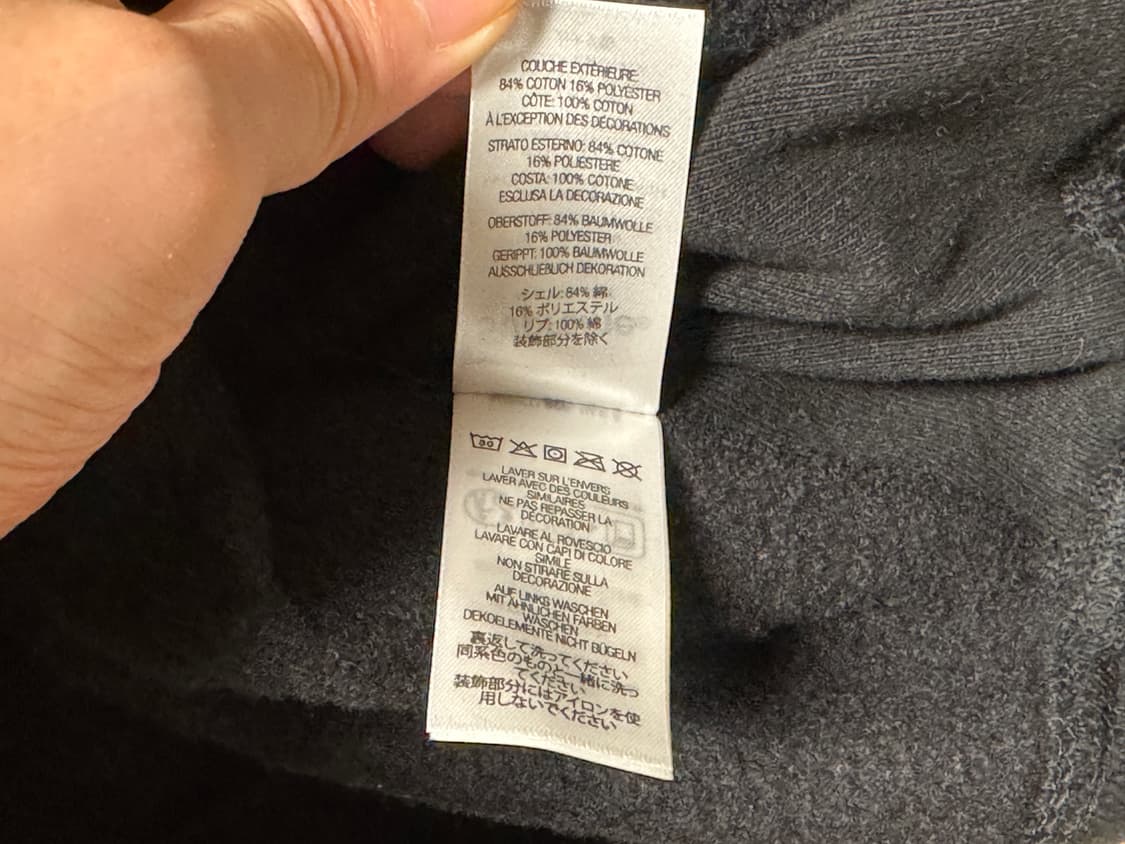 COUCHE EXTÉRIEURE:
84% COTON 16% POLYESTER
CÔTE: 100% COTON
À L'EXCEPTION DES DÉCORATIONS
STRATO ESTERNO: 84% COTONE
16% POLIESTERE
COSTA: 100% COTONE
ESCLUSA LA DECORAZIONE
OBERSTOFF: 84% BAUMWOLLE
16% POLYESTER
GERIPPT: 100% BAUMWOLLE
AUSSCHLIEßLICH DEKORATION
シェル: 84% 綿
16% ポリエステル
リブ: 100% 綿
装飾部分を除く
30
LAVER SUR L'ENVERS
LAVER AVEC DES COULEURS
SIMILAIRES
NE PAS REPASSER LA
DÉCORATION
LAVARE AL ROVESCIO
LAVARE CON CAPI DI COLORE
SIMILE
NON STIRARE SULLA
DECORAZIONE
AUF LINKS WASCHEN
MIT ÄHNLICHEN FARBEN
WASCHEN
DEKOELEMENTE NICHT BÜGELN
裏返して洗ってください
同系色のものと一緒に洗っ
てください
装飾部分にはアイロンを使
用しないでください